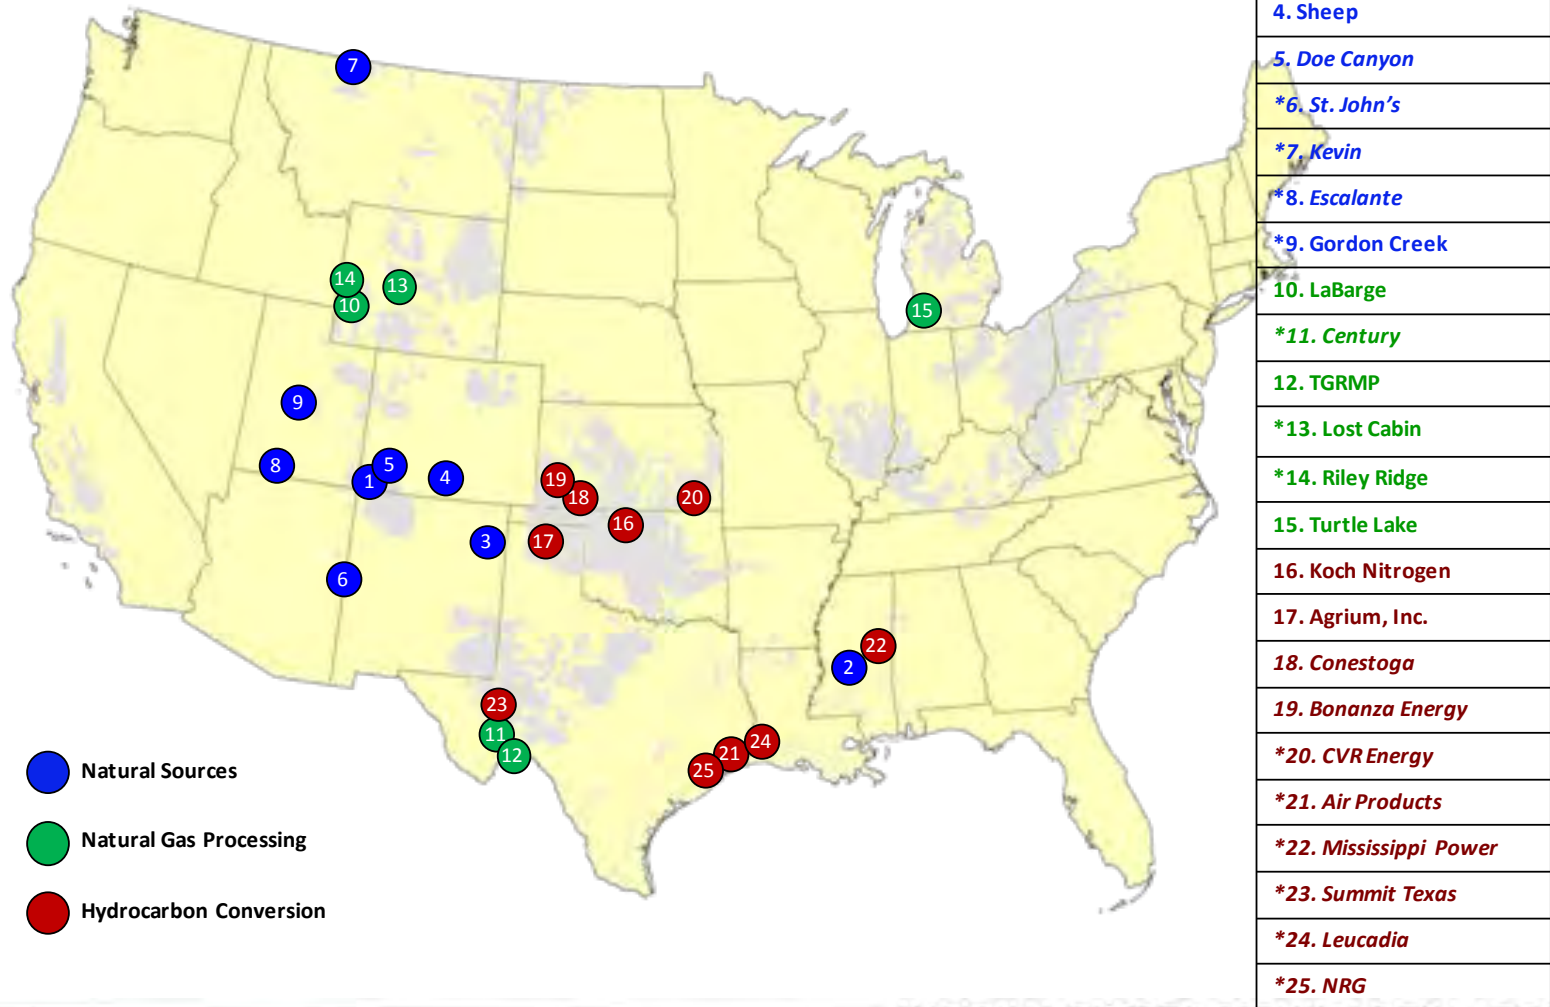 7
14
13
10
15
9
8
5
1
4
19
18
20
16
3
17
6
22
2
23
11
12
24
21
25
Natural Sources
Natural Gas Processing
Hydrocarbon Conversion
4. Sheep
5. Doe Canyon
*6. St. John’s
*7. Kevin
*8. Escalante
*9. Gordon Creek
10. LaBarge
*11. Century
12. TGRMP
*13. Lost Cabin
*14. Riley Ridge
15. Turtle Lake
16. Koch Nitrogen
17. Agrium, Inc.
18. Conestoga
19. Bonanza Energy
*20. CVR Energy
*21. Air Products
*22. Mississippi Power
*23. Summit Texas
*24. Leucadia
*25. NRG